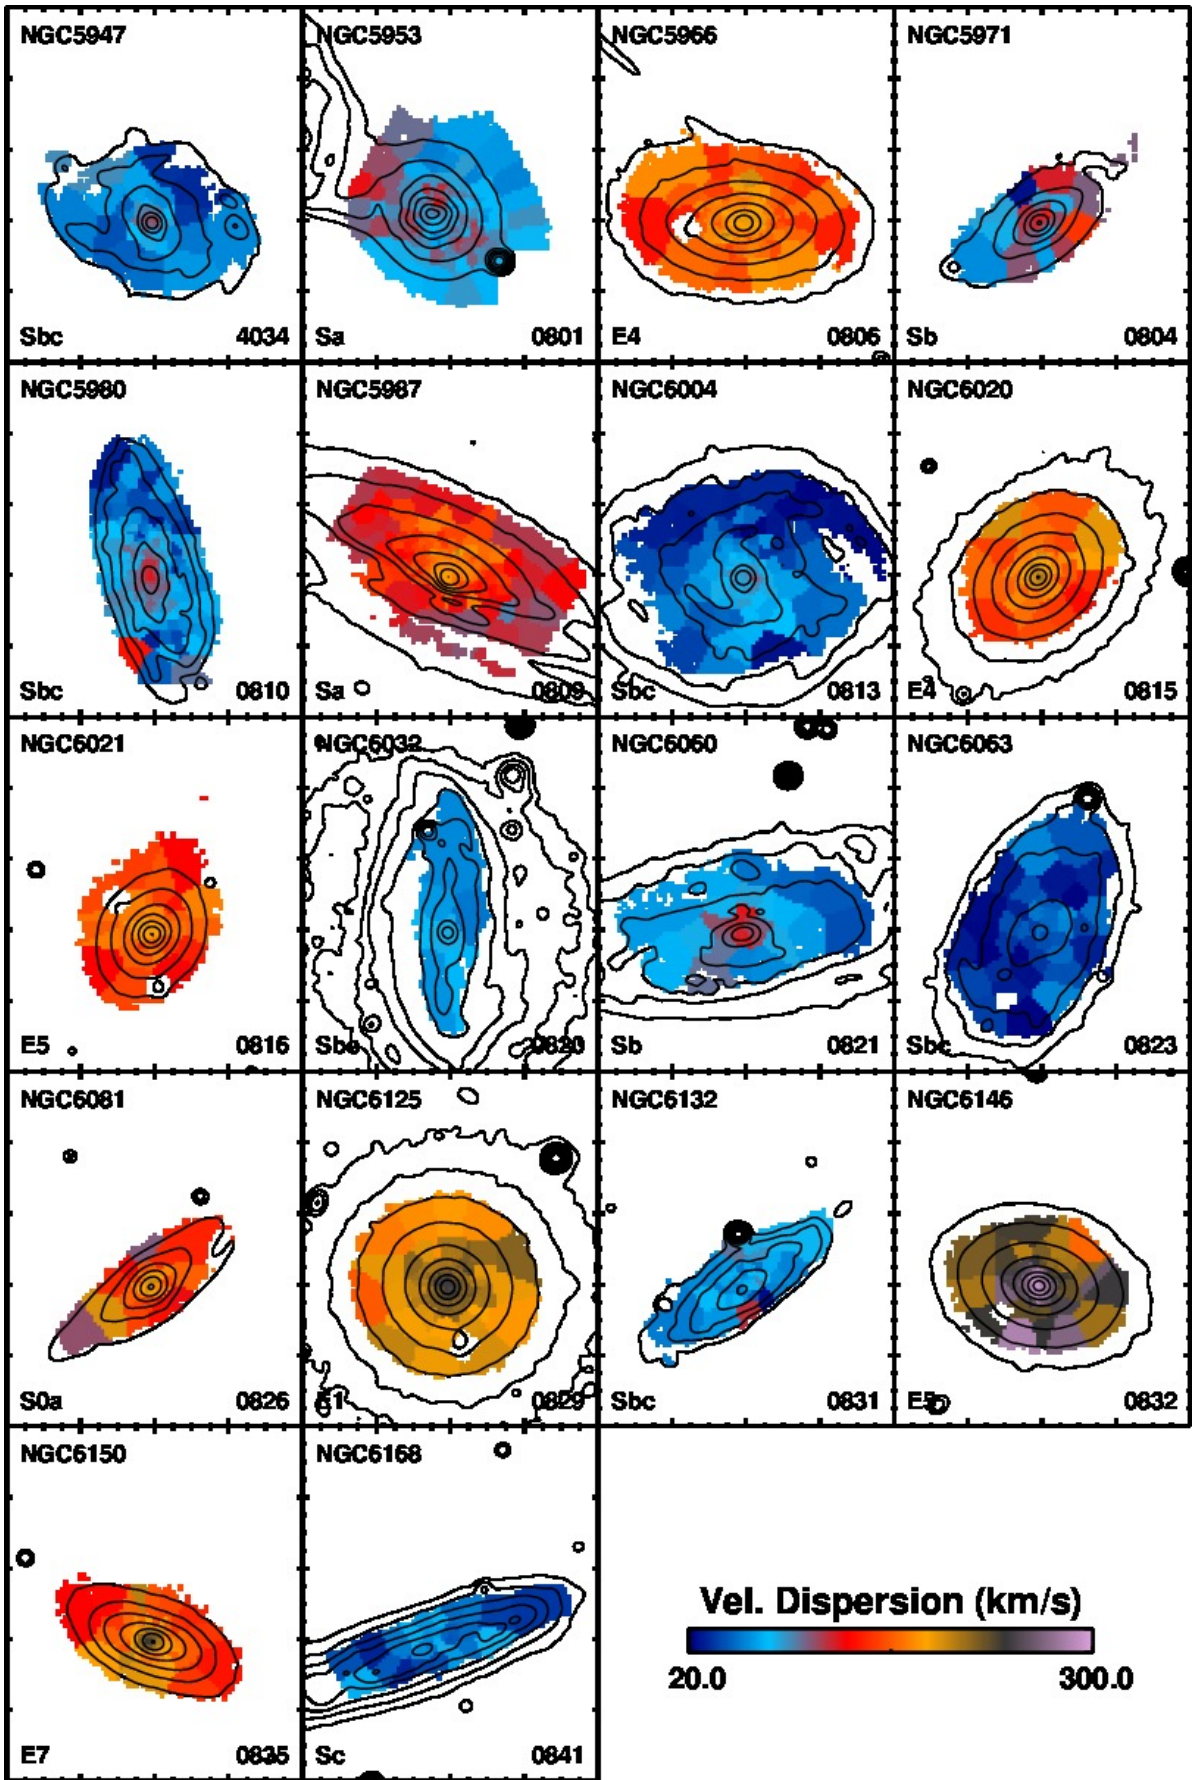 NGC5947 NGC5953 NGC5966 NGC5971
Sbc 4034 Sa 0801 E4 0806 Sb 0804
NGC5980 NGC5987 NGC6004 NGC6020
Sbc 0810 Sa 0809 Sbc 0813 E4 0815
NGC6021 NGC6032 NGC6060 NGC6063
E5 0816 Sbc 0820 Sb 0821 Sbc 0823
NGC6081 NGC6125 NGC6132 NGC6146
S0a 0826 E1 0829 Sbc 0831 E5 0832
NGC6150 NGC6168
Vel. Dispersion (km/s)
20.0 300.0
E7 0835 Sc 0841